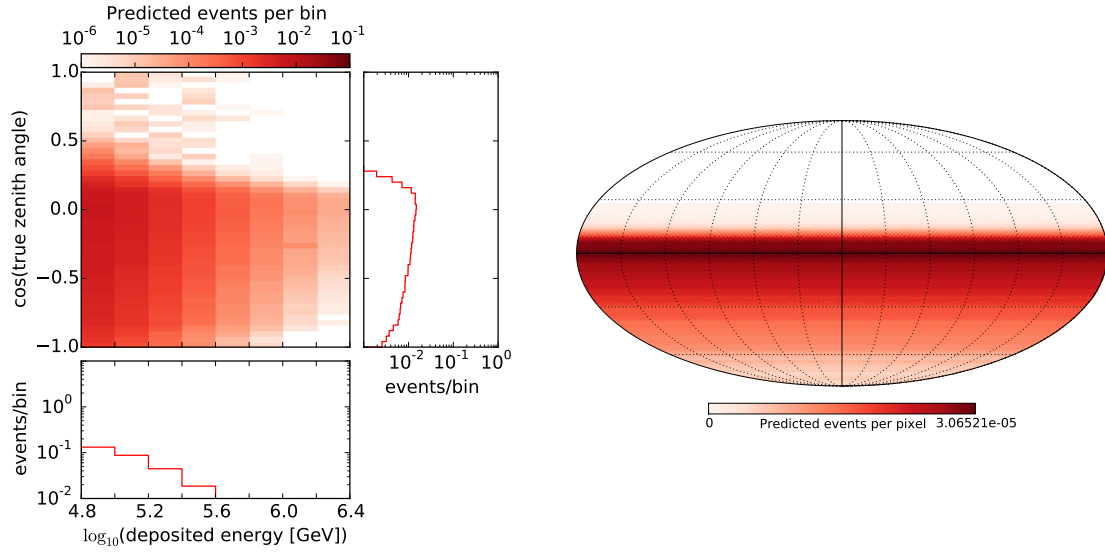 Predicted events per bin
10^-6 10^-5 10^-4 10^-3 10^-2 10^-1
1.0
0.5
0.0
−0.5
−1.0
cos(true zenith angle)
10^-2 10^-1 10^0
events/bin
events/bin
10^0
10^-1
10^-2
4.8 5.2 5.6 6.0 6.4
log10(deposited energy [GeV])
0 Predicted events per pixel 3.06521e-05